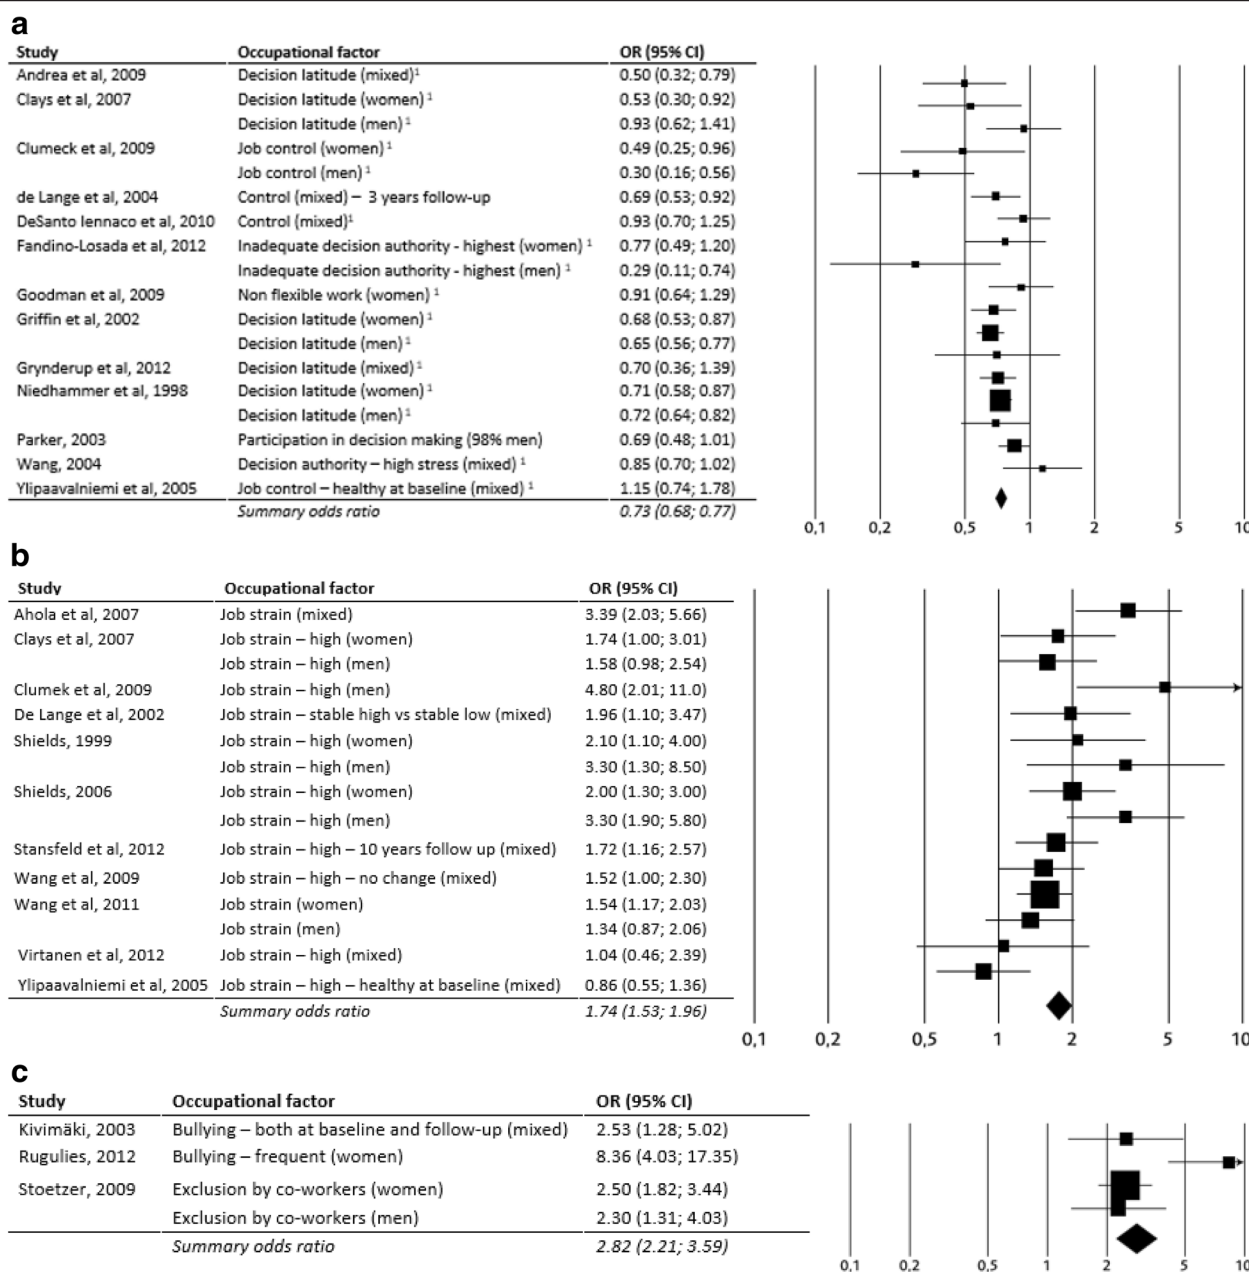 a
Study Occupational factor OR (95% CI)
Andrea et al, 2009 Decision latitude (mixed)¹ 0.50 (0.32; 0.79)
Clays et al, 2007 Decision latitude (women) ¹ 0.53 (0.30; 0.92)
Decision latitude (men) ¹ 0.93 (0.62; 1.41)
Clumeck et al, 2009 Job control (women) ¹ 0.49 (0.25; 0.96)
Job control (men) ¹ 0.30 (0.16; 0.56)
de Lange et al, 2004 Control (mixed) – 3 years follow-up 0.69 (0.53; 0.92)
DeSanto Iennaco et al, 2010 Control (mixed)¹ 0.93 (0.70; 1.25)
Fandino-Losada et al, 2012 Inadequate decision authority - highest (women) ¹ 0.77 (0.49; 1.20)
Inadequate decision authority - highest (men) ¹ 0.29 (0.11; 0.74)
Goodman et al, 2009 Non flexible work (women) ¹ 0.91 (0.64; 1.29)
Griffin et al, 2002 Decision latitude (women) ¹ 0.68 (0.53; 0.87)
Decision latitude (men) ¹ 0.65 (0.56; 0.77)
Grynderup et al, 2012 Decision latitude (mixed) ¹ 0.70 (0.36; 1.39)
Niedhammer et al, 1998 Decision latitude (women) ¹ 0.71 (0.58; 0.87)
Decision latitude (men) ¹ 0.72 (0.64; 0.82)
Parker, 2003 Participation in decision making (98% men) 0.69 (0.48; 1.01)
Wang, 2004 Decision authority – high stress (mixed) ¹ 0.85 (0.70; 1.02)
Ylipaavalniemi et al, 2005 Job control – healthy at baseline (mixed) ¹ 1.15 (0.74; 1.78)
Summary odds ratio 0.73 (0.68; 0.77)
0,1 0,2 0,5 1 2 5 10
b
Study Occupational factor OR (95% CI)
Ahola et al, 2007 Job strain (mixed) 3.39 (2.03; 5.66)
Clays et al, 2007 Job strain – high (women) 1.74 (1.00; 3.01)
Job strain – high (men) 1.58 (0.98; 2.54)
Clumek et al, 2009 Job strain – high (men) 4.80 (2.01; 11.0)
De Lange et al, 2002 Job strain – stable high vs stable low (mixed) 1.96 (1.10; 3.47)
Shields, 1999 Job strain – high (women) 2.10 (1.10; 4.00)
Job strain – high (men) 3.30 (1.30; 8.50)
Shields, 2006 Job strain – high (women) 2.00 (1.30; 3.00)
Job strain – high (men) 3.30 (1.90; 5.80)
Stansfeld et al, 2012 Job strain – high – 10 years follow up (mixed) 1.72 (1.16; 2.57)
Wang et al, 2009 Job strain – high – no change (mixed) 1.52 (1.00; 2.30)
Wang et al, 2011 Job strain (women) 1.54 (1.17; 2.03)
Job strain (men) 1.34 (0.87; 2.06)
Virtanen et al, 2012 Job strain – high (mixed) 1.04 (0.46; 2.39)
Ylipaavalniemi et al, 2005 Job strain – high – healthy at baseline (mixed) 0.86 (0.55; 1.36)
Summary odds ratio 1.74 (1.53; 1.96)
0,1 0,2 0,5 1 2 5 10
c
Study Occupational factor OR (95% CI)
Kivimäki, 2003 Bullying – both at baseline and follow-up (mixed) 2.53 (1.28; 5.02)
Rugulies, 2012 Bullying – frequent (women) 8.36 (4.03; 17.35)
Stoetzer, 2009 Exclusion by co-workers (women) 2.50 (1.82; 3.44)
Exclusion by co-workers (men) 2.30 (1.31; 4.03)
Summary odds ratio 2.82 (2.21; 3.59)
0,1 0,2 0,5 1 2 5 10